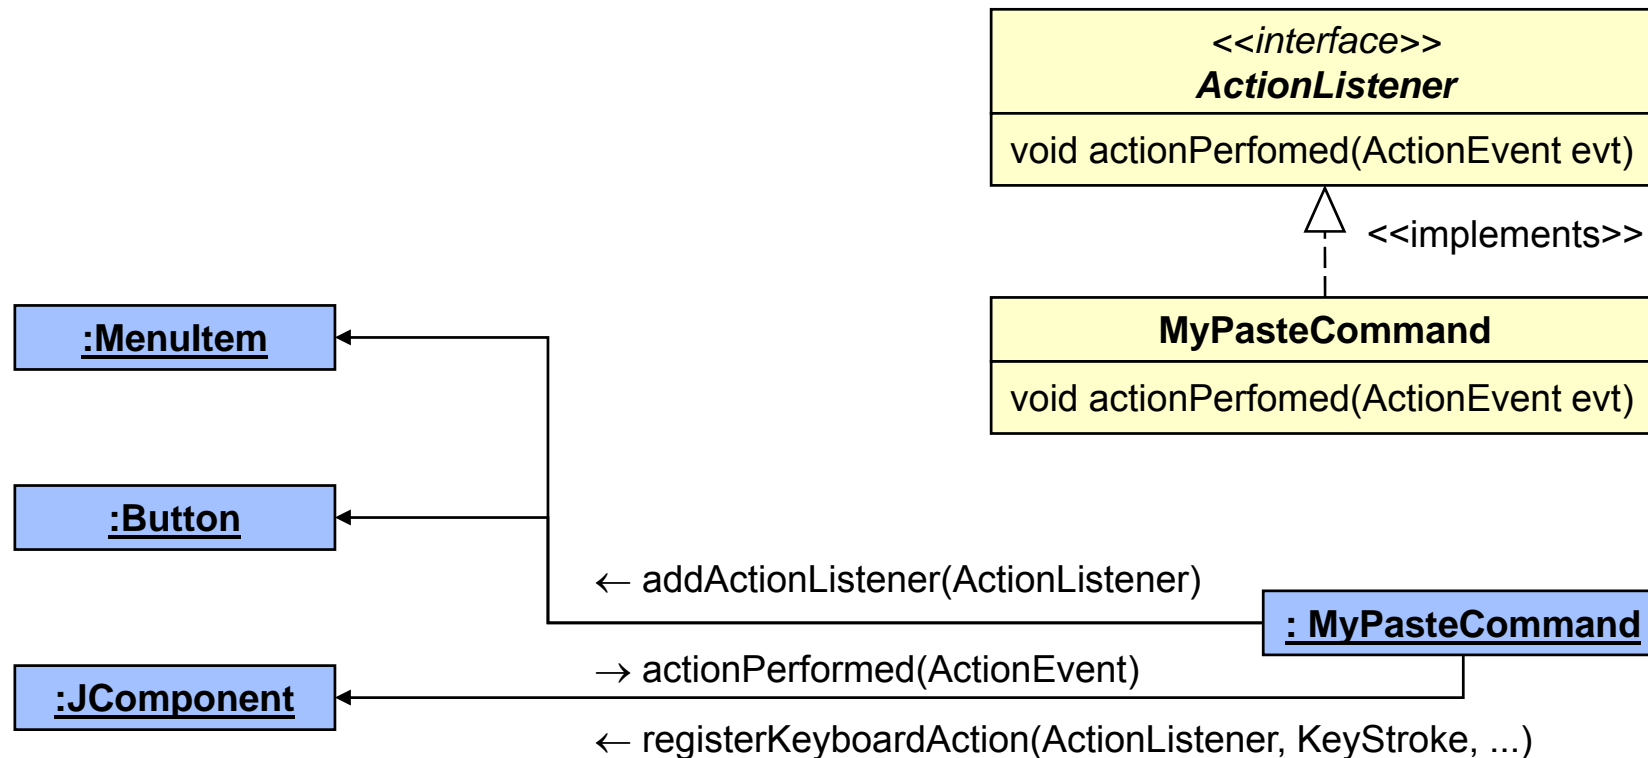 <<interface>>
ActionListener
void actionPerfomed(ActionEvent evt)
<<implements>>
MyPasteCommand
void actionPerfomed(ActionEvent evt)
:MenuItem
:Button
← addActionListener(ActionListener)
: MyPasteCommand
→ actionPerformed(ActionEvent)
:JComponent
← registerKeyboardAction(ActionListener, KeyStroke, ...)